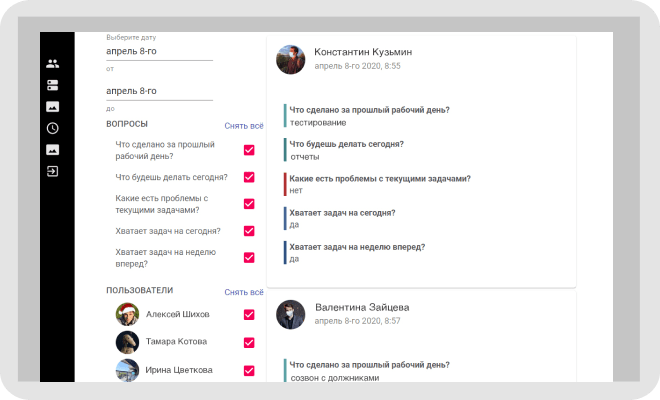 Выберите дату
апрель 8-го
от
апрель 8-го
до
ВОПРОСЫ
Снять всё
Что сделано за прошлый
рабочий день?
Что будешь делать сегодня?
Какие есть проблемы с
текущими задачами?
Хватает задач на сегодня?
Хватает задач на неделю
вперед?
ПОЛЬЗОВАТЕЛИ
Снять всё
Алексей Шихов
Тамара Котова
Ирина Цветкова
Константин Кузьмин
апрель 8-го 2020, 8:55
Что сделано за прошлый рабочий день?
тестирование
Что будешь делать сегодня?
отчеты
Какие есть проблемы с текущими задачами?
нет
Хватает задач на сегодня?
да
Хватает задач на неделю вперед?
да
Валентина Зайцева
апрель 8-го 2020, 8:57
Что сделано за прошлый рабочий день?
созвон с должниками